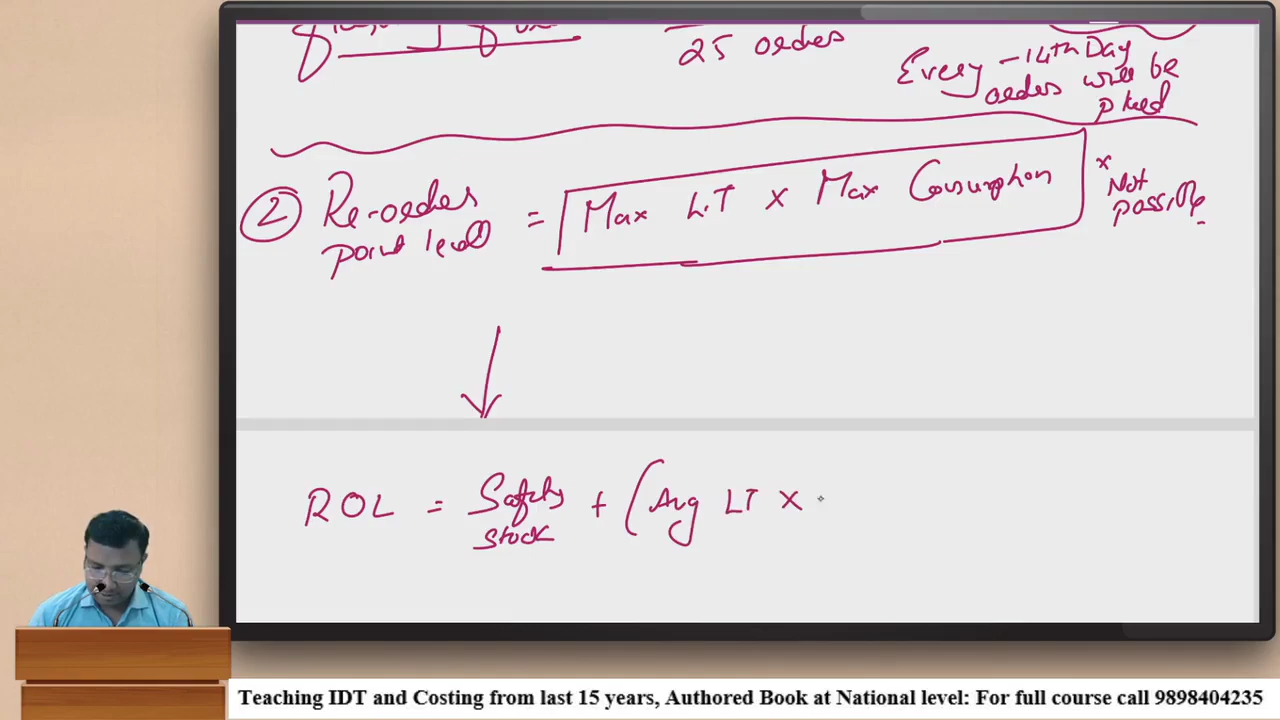 25 orders
Every 14th Day
orders will be
placed
2 Re-order
point level = Max L.T x Max Consumption
x Not
possible
ROL = Safety
stock + (Avg LT X
Teaching IDT and Costing from last 15 years, Authored Book at National level: For full course call 9898404235